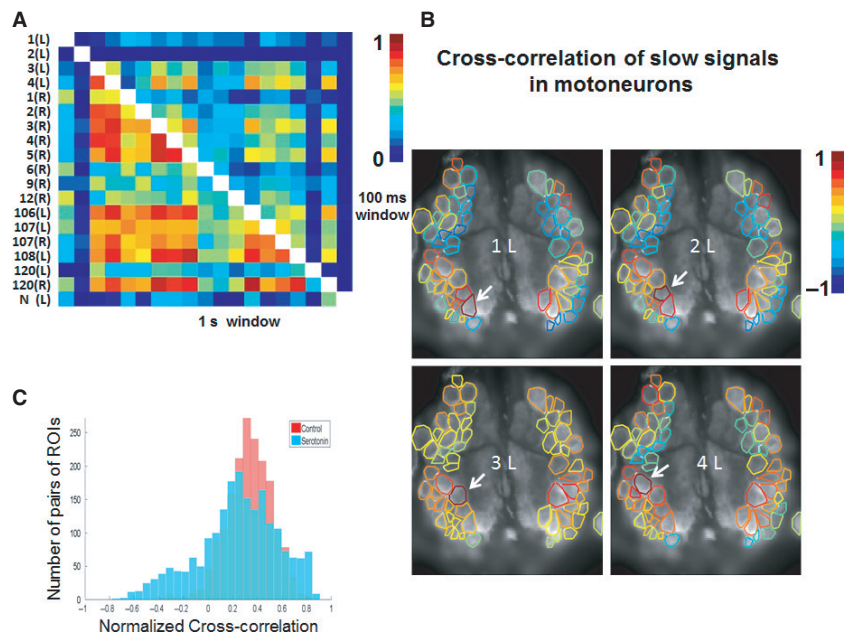 A
1(L)
2(L)
3(L)
4(L)
1(R)
2(R)
3(R)
4(R)
5(R)
6(R)
9(R)
12(R)
106(L)
107(L)
107(R)
108(L)
120(L)
120(R)
N (L)
1 s window
1
0
100 ms
window
B
Cross-correlation of slow signals
in motoneurons
1 L
2 L
3 L
4 L
1
–1
C
Number of pairs of ROIs
250
200
150
100
50
0
Control
Serotonin
–1
–0.8
–0.6
–0.4
–0.2
0
0.2
0.4
0.6
0.8
1
Normalized Cross-correlation